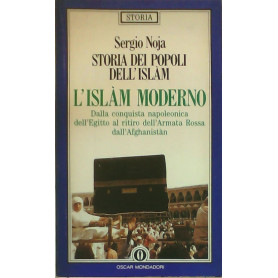 STORIA
Sergio Noja
STORIA DEI POPOLI
DELL'ISLÀM
L'ISLÀM MODERNO
Dalla conquista napoleonica
dell'Egitto al ritiro dell'Armata Rossa
dall'Afghanistàn
OSCAR MONDADORI